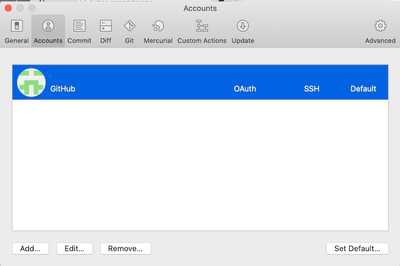 Accounts
General Accounts Commit Diff Git Mercurial Custom Actions Update Advanced
GitHub OAuth SSH Default
Add... Edit... Remove... Set Default...